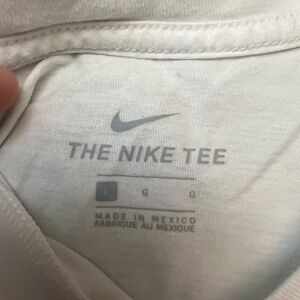 THE NIKE TEE
L G G
MADE IN MEXICO
FABRIQUE AU MEXIQUE